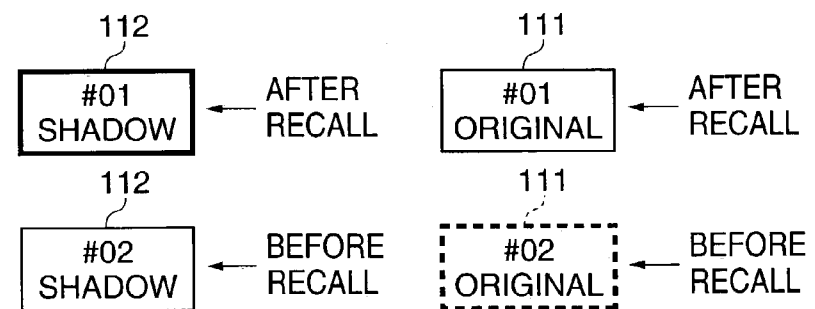 112
#01
SHADOW
AFTER
RECALL
111
#01
ORIGINAL
AFTER
RECALL
112
#02
SHADOW
BEFORE
RECALL
111
#02
ORIGINAL
BEFORE
RECALL